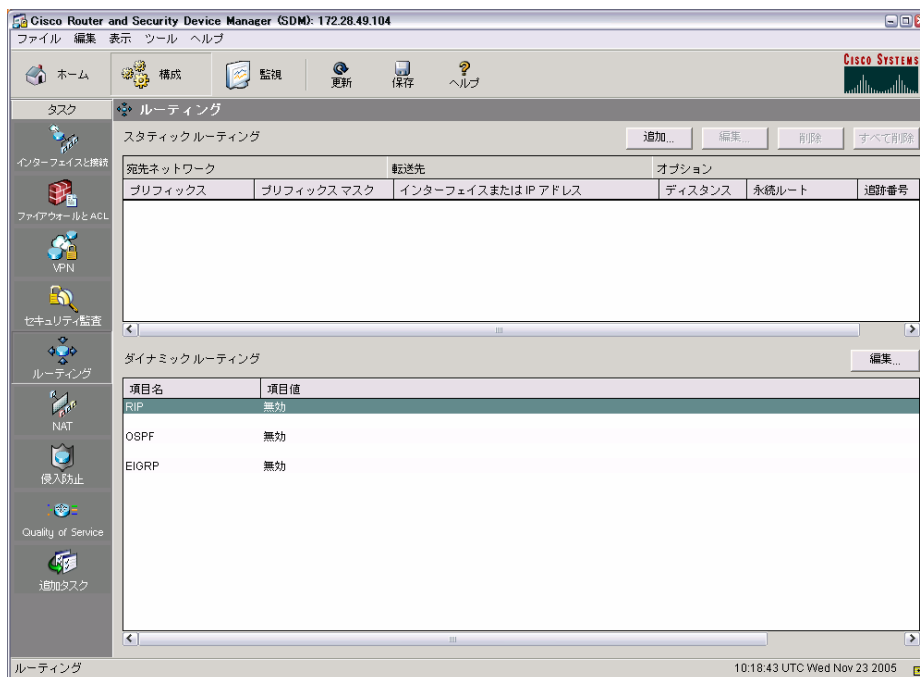 Cisco Router and Security Device Manager (SDM): 172.28.49.104
ファイル 編集 表示 ツール ヘルプ
ホーム 構成 監視 更新 保存 ヘルプ
CISCO SYSTEMS
タスク
ルーティング
インターフェイスと接続
ファイアウォールとACL
VPN
セキュリティ監査
ルーティング
NAT
侵入防止
Quality of Service
追加タスク
スタティック ルーティング 追加... 編集... 削除 すべて削除
宛先ネットワーク 転送先 オプション
プリフィックス プリフィックス マスク インターフェイスまたは IP アドレス ディスタンス 永続ルート 追跡番号
ダイナミック ルーティング 編集...
項目名 項目値
RIP 無効
OSPF 無効
EIGRP 無効
ルーティング 10:18:43 UTC Wed Nov 23 2005